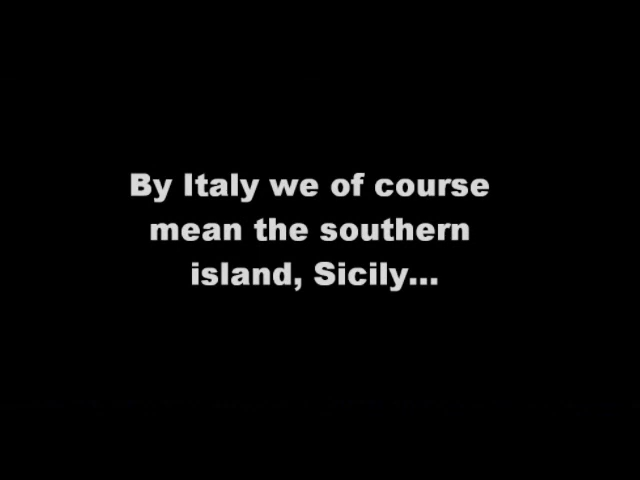 By Italy we of course
mean the southern
island, Sicily...